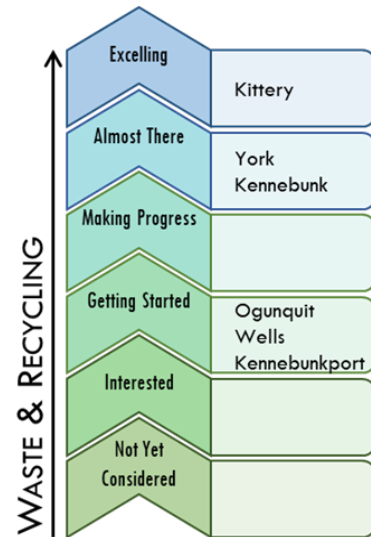 WASTE & RECYCLING
Excelling
Kittery
Almost There
York
Kennebunk
Making Progress
Getting Started
Ogunquit
Wells
Kennebunkport
Interested
Not Yet
Considered